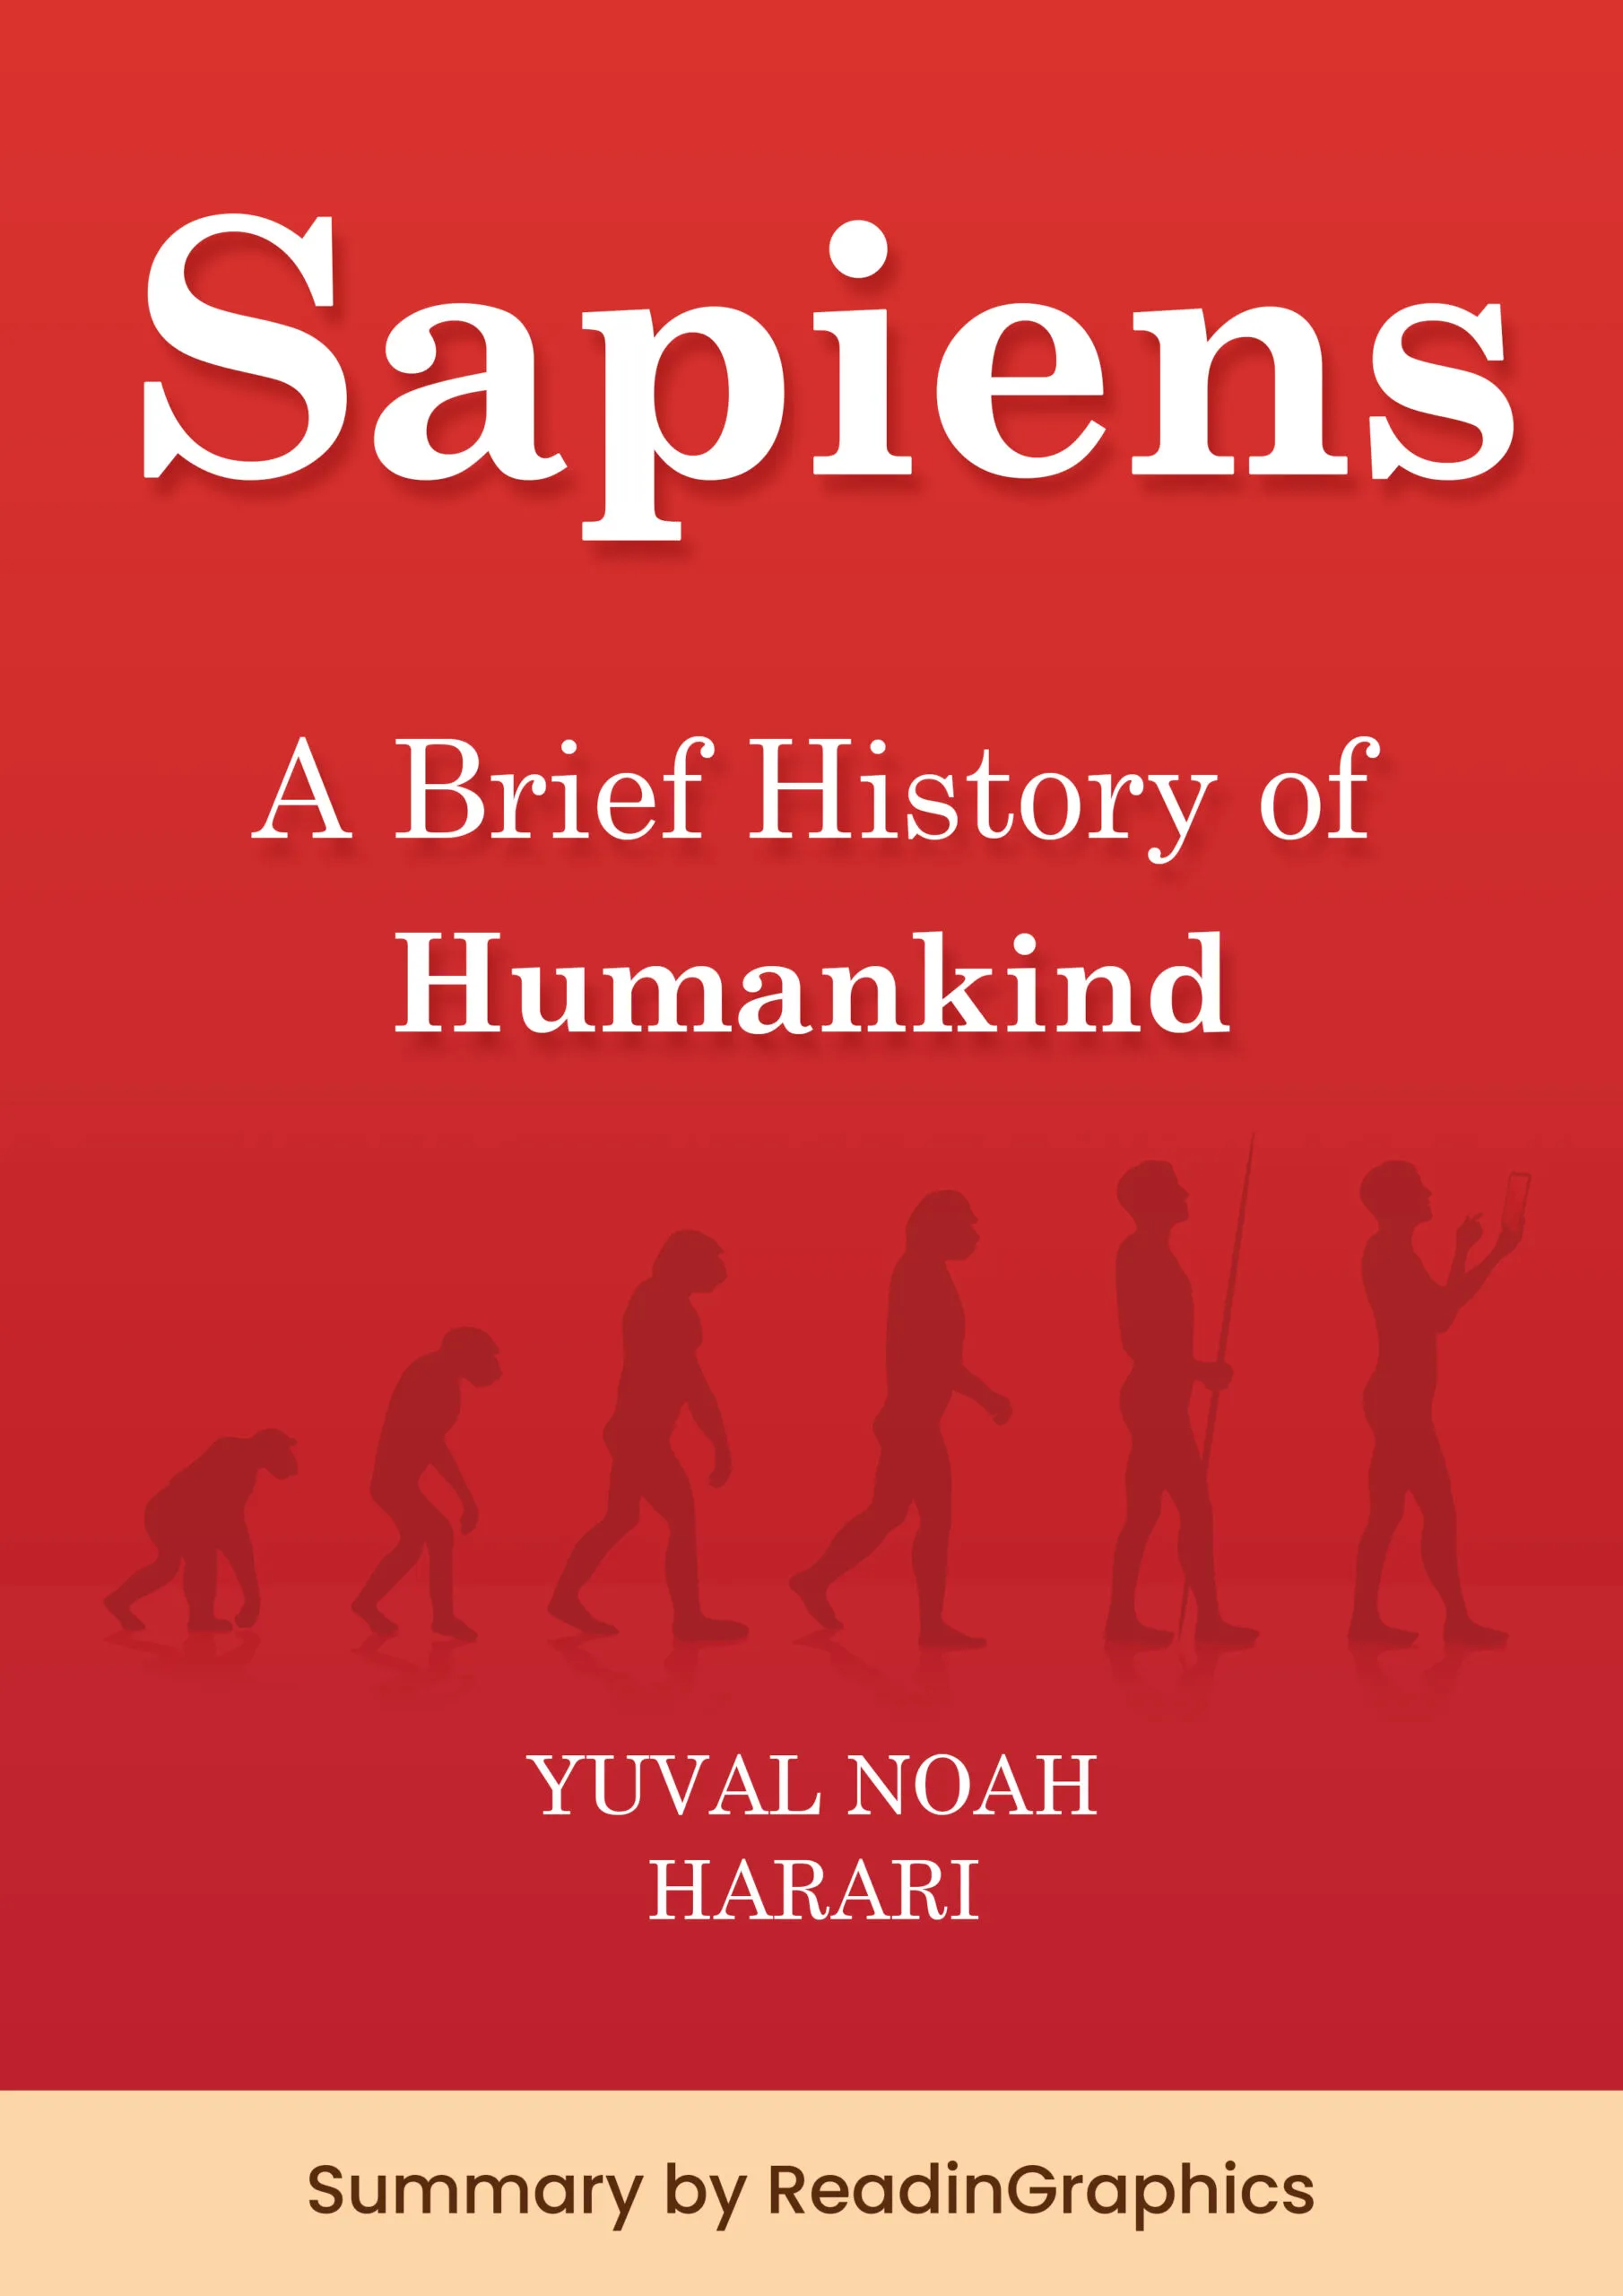 Sapiens
A Brief History of
Humankind
YUVAL NOAH
HARARI
Summary by ReadinGraphics